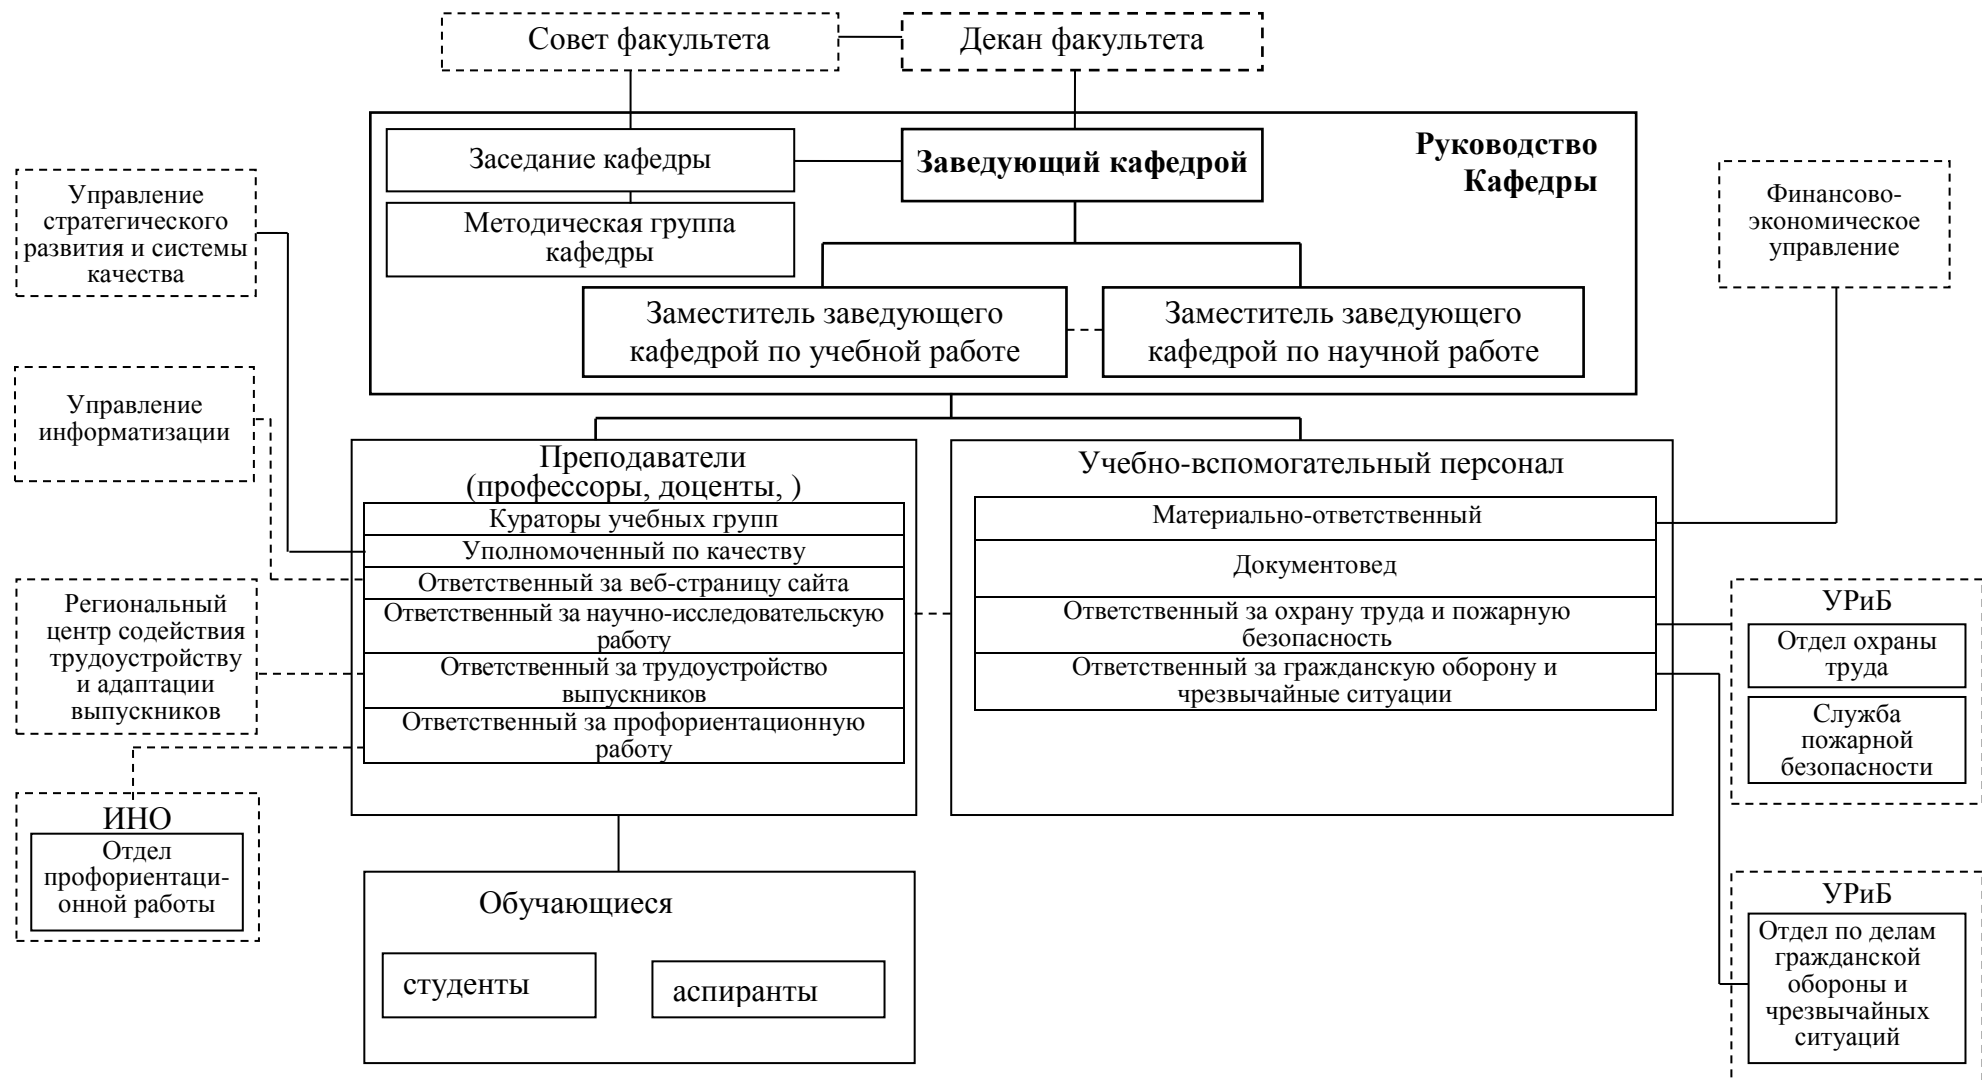 Совет факультета
Декан факультета
Руководство
Кафедры
Заседание кафедры
Заведующий кафедрой
Методическая группа
кафедры
Заместитель заведующего
кафедрой по учебной работе
Заместитель заведующего
кафедрой по научной работе
Управление
стратегического
развития и системы
качества
Управление
информатизации
Региональный
центр содействия
трудоустройству
и адаптации
выпускников
ИНО
Отдел
профориентаци-
онной работы
Преподаватели
(профессоры, доценты, )
Кураторы учебных групп
Уполномоченный по качеству
Ответственный за веб-страницу сайта
Ответственный за научно-исследовательскую
работу
Ответственный за трудоустройство
выпускников
Ответственный за профориентационную
работу
Учебно-вспомогательный персонал
Материально-ответственный
Документовед
Ответственный за охрану труда и пожарную
безопасность
Ответственный за гражданскую оборону и
чрезвычайные ситуации
Финансово-
экономическое
управление
УРиБ
Отдел охраны
труда
Служба
пожарной
безопасности
УРиБ
Отдел по делам
гражданской
обороны и
чрезвычайных
ситуаций
Обучающиеся
студенты
аспиранты